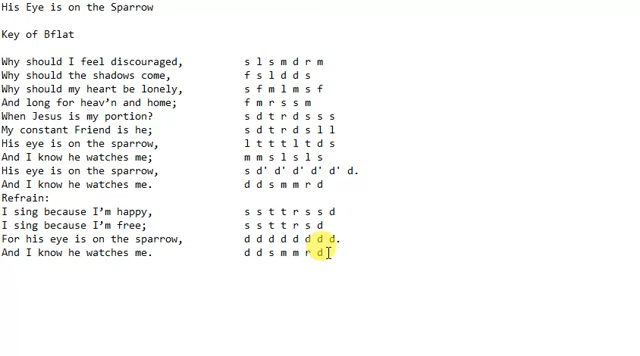 His Eye is on the Sparrow
Key of Bflat
Why should I feel discouraged, s l s m d r m
Why should the shadows come, f s l d d s
Why should my heart be lonely, s f m l m s f
And long for heav'n and home; f m r s s m
When Jesus is my portion? s d t r d s s s
My constant Friend is he; s d t r d s l l
His eye is on the sparrow, l t t t l t d s
And I know he watches me; m m s l s l s
His eye is on the sparrow, s d' d' d' d' d' d.
And I know he watches me. d d s m m r d
Refrain:
I sing because I'm happy, s s t t r s s d
I sing because I'm free; s s t t r s d
For his eye is on the sparrow, d d d d d d d d.
And I know he watches me. d d s m m r d